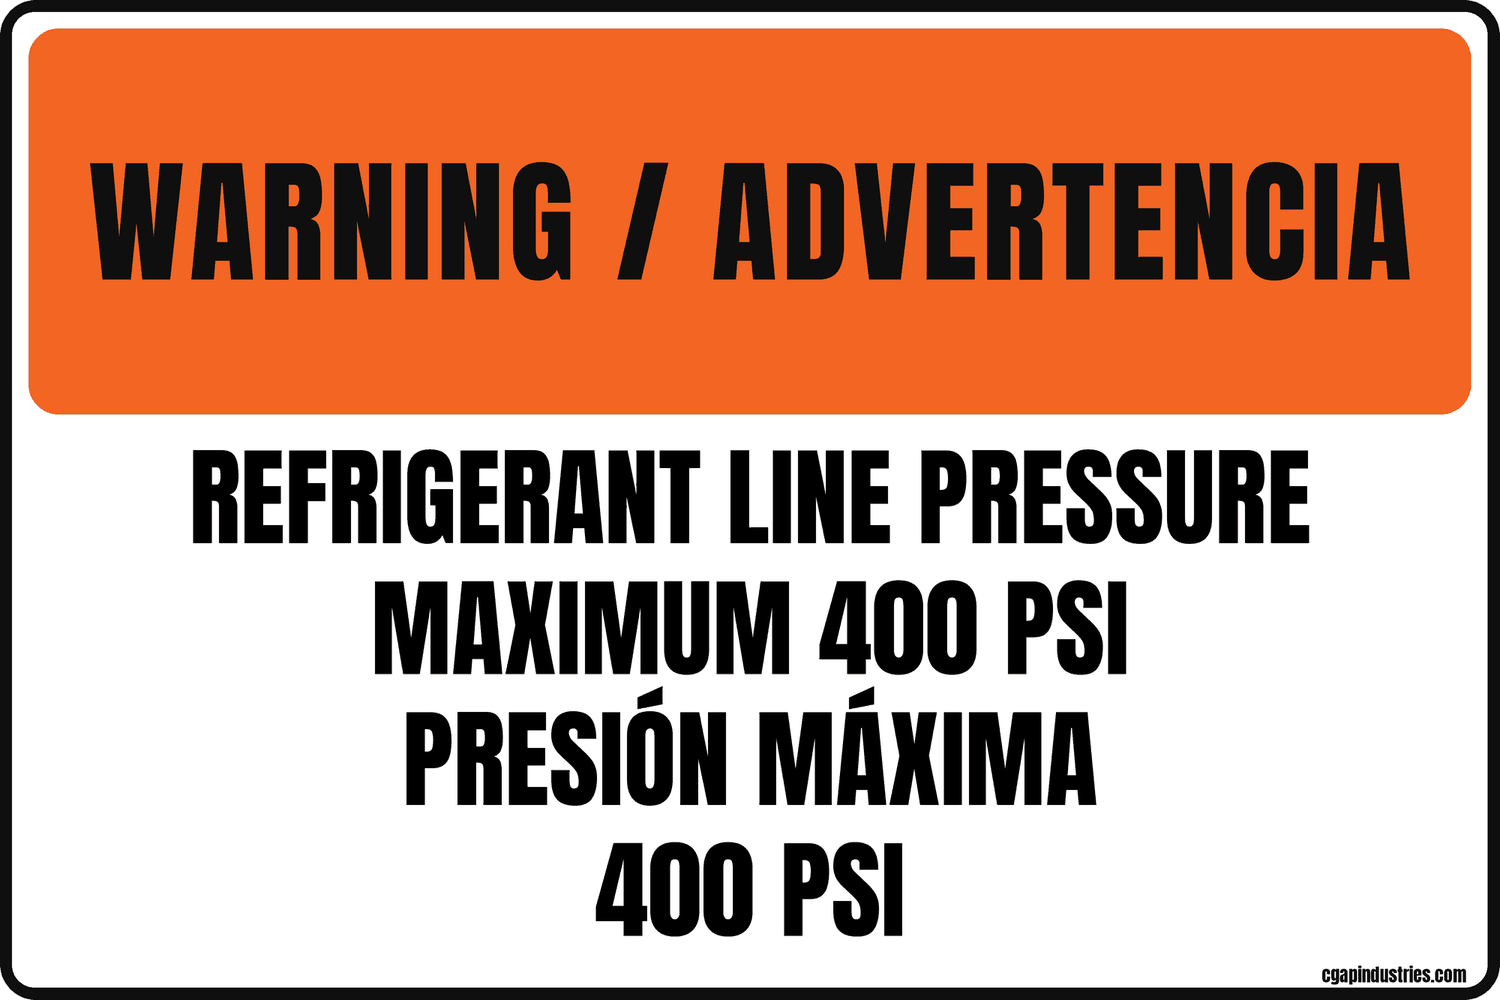 WARNING / ADVERTENCIA
REFRIGERANT LINE PRESSURE
MAXIMUM 400 PSI
PRESIÓN MÁXIMA
400 PSI
cgapindustries.com